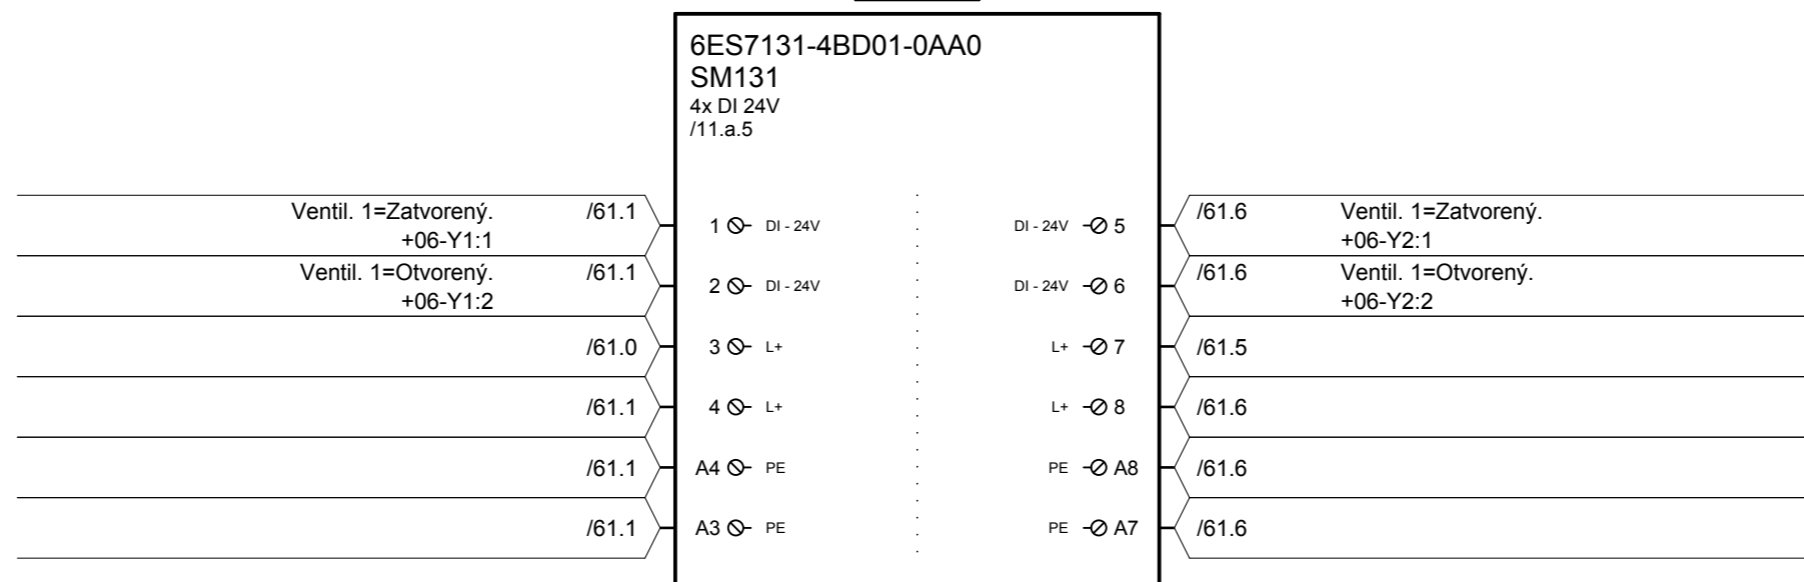 6ES7131-4BD01-0AA0
SM131
4x DI 24V
/11.a.5
Ventil. 1=Zatvorený. /61.1 1 DI - 24V DI - 24V 5 /61.6 Ventil. 1=Zatvorený.
+06-Y1:1 +06-Y2:1
Ventil. 1=Otvorený. /61.1 2 DI - 24V DI - 24V 6 /61.6 Ventil. 1=Otvorený.
+06-Y1:2 +06-Y2:2
/61.0 3 L+ L+ 7 /61.5
/61.1 4 L+ L+ 8 /61.6
/61.1 A4 PE PE A8 /61.6
/61.1 A3 PE PE A7 /61.6